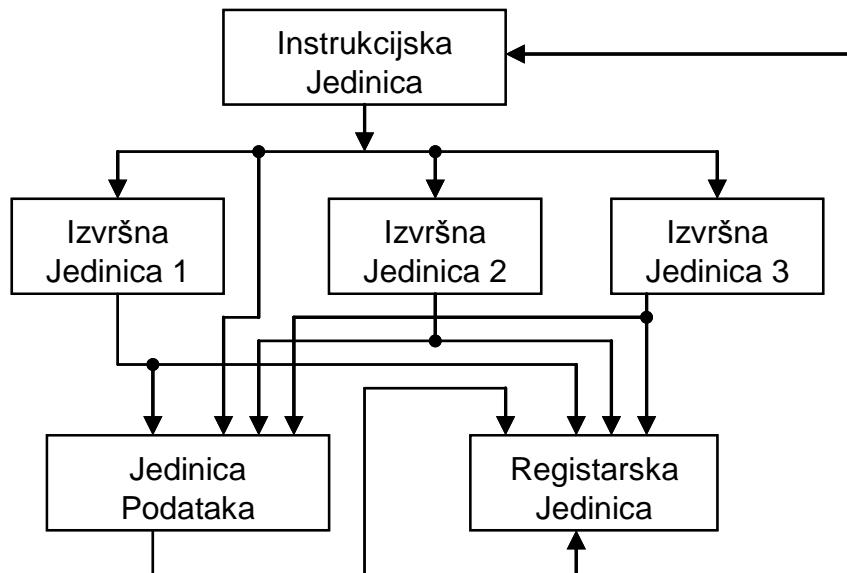 Instrukcijska
Jedinica
Izvršna
Jedinica 1
Izvršna
Jedinica 2
Izvršna
Jedinica 3
Jedinica
Podataka
Registarska
Jedinica